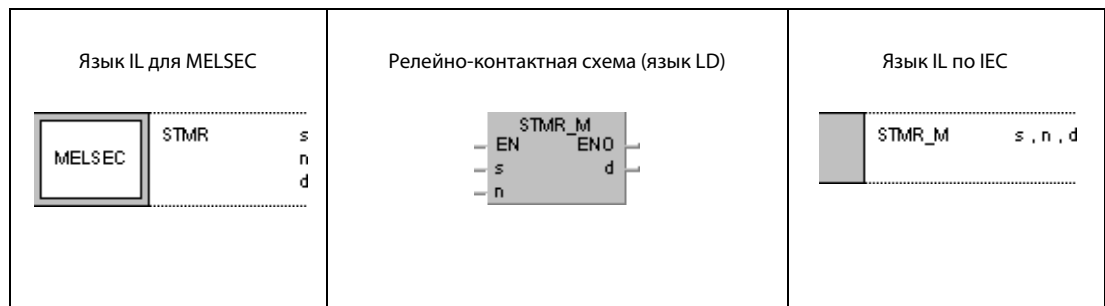 Язык IL для MELSEC
MELSEC
STMR s
n
d
Релейно-контактная схема (язык LD)
STMR_M
EN ENO
s d
n
Язык IL по IEC
STMR_M s , n , d